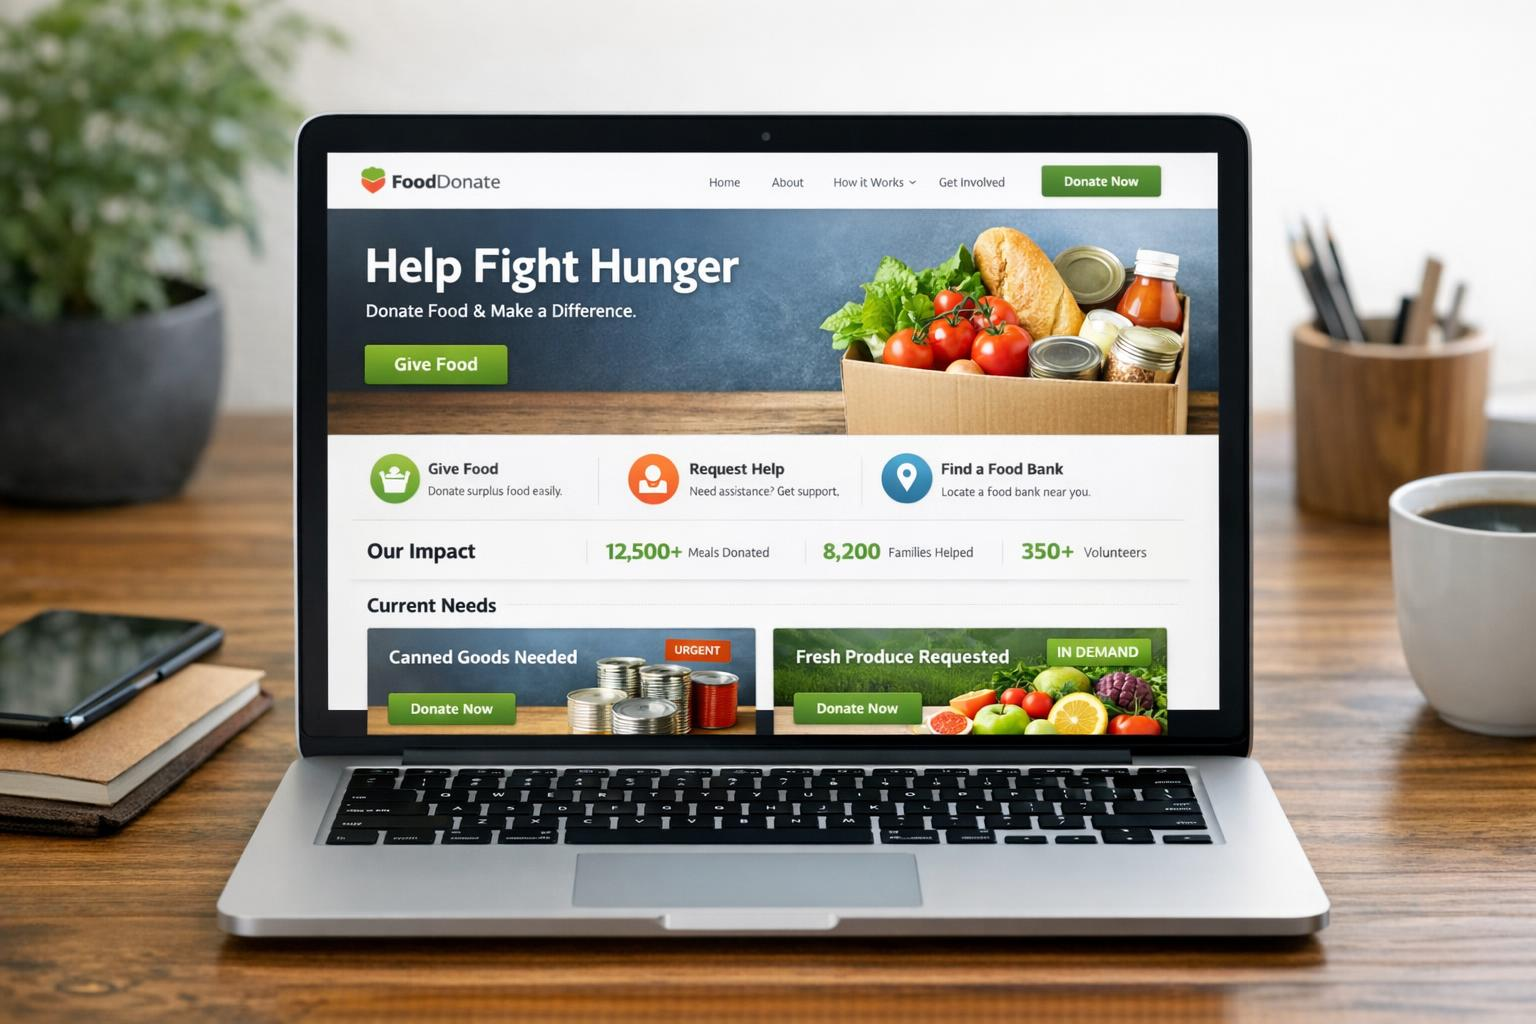 FoodDonate
Home About How it Works Get Involved Donate Now
Help Fight Hunger
Donate Food & Make a Difference.
Give Food
Give Food
Donate surplus food easily.
Request Help
Need assistance? Get support.
Find a Food Bank
Locate a food bank near you.
Our Impact
12,500+ Meals Donated
8,200 Families Helped
350+ Volunteers
Current Needs
Canned Goods Needed
URGENT
Donate Now
Fresh Produce Requested
IN DEMAND
Donate Now